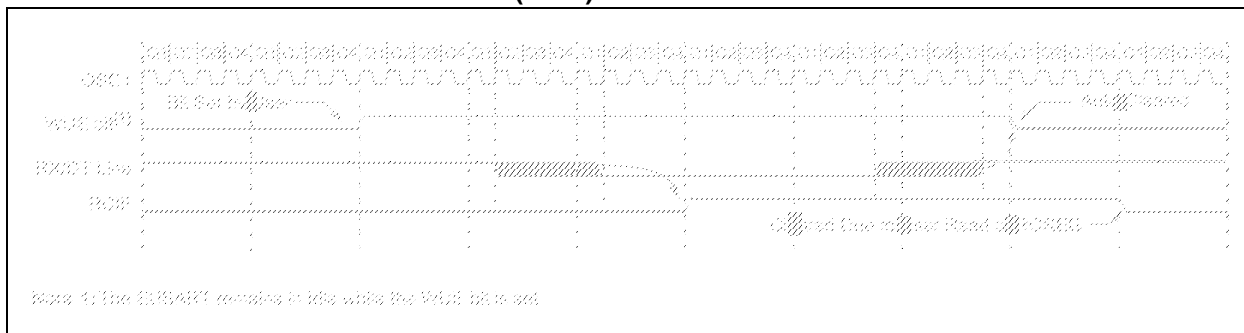 OSC1
Bit Set by User
Auto-Cleared
WUE bit(1)
RX/DT Line
RCIF
Cleared Due to User Read of RCREG
Note 1: The EUSART remains in Idle while the WUE bit is set.